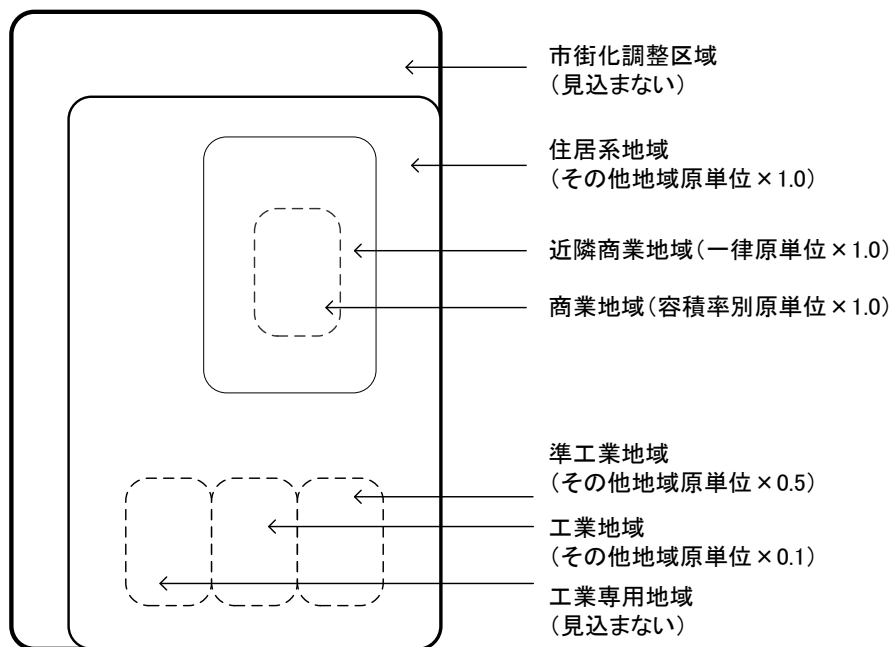 市街化調整区域
(見込まない)
住居系地域
(その他地域原単位×1.0)
近隣商業地域(一律原単位×1.0)
商業地域(容積率別原単位×1.0)
準工業地域
(その他地域原単位×0.5)
工業地域
(その他地域原単位×0.1)
工業専用地域
(見込まない)